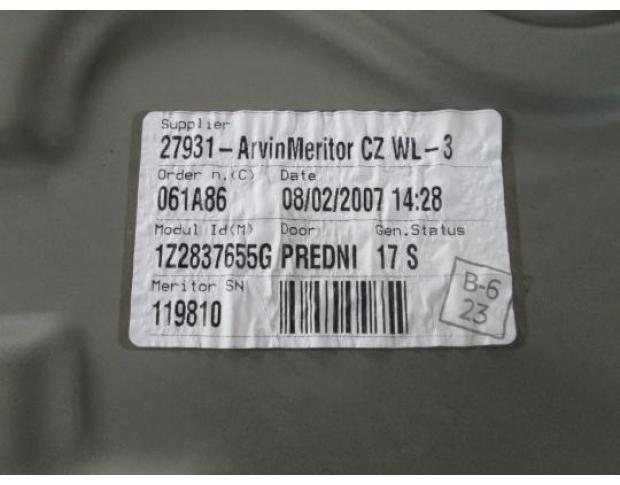 Supplier
27931 – ArvinMeritor CZ WL – 3
Order n.(C) Date
061A86 08/02/2007 14:28
Modul Id(M) Door Gen.Status
1Z2837655G PREDNI 17 S
Meritor SN
119810
B-6
23